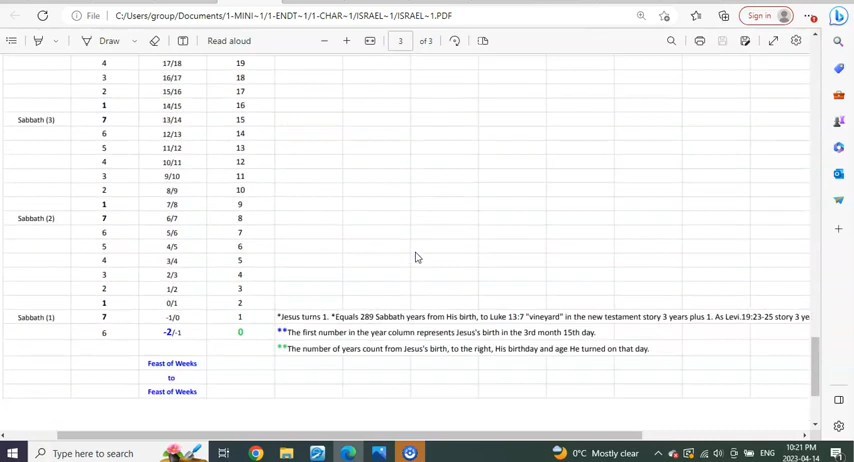 File C:/Users/group/Documents/1-MINI~1/1-ENDT~1/1-CHAR~1/ISRAEL~1/ISRAEL~1.PDF Sign in
Draw Read aloud 3 of 3
4 17/18 19
3 16/17 18
2 15/16 17
1 14/15 16
Sabbath (3) 7 13/14 15
6 12/13 14
5 11/12 13
4 10/11 12
3 9/10 11
2 8/9 10
1 7/8 9
Sabbath (2) 7 6/7 8
6 5/6 7
5 4/5 6
4 3/4 5
3 2/3 4
2 1/2 3
1 0/1 2
Sabbath (1) 7 -1/0 1 *Jesus turns 1. *Equals 289 Sabbath years from His birth, to Luke 13:7 "vineyard" in the new testament story 3 years plus 1. As Levi.19:23-25 story 3 ye
6 -2/-1 0 **The first number in the year column represents Jesus's birth in the 3rd month 15th day.
**The number of years count from Jesus's birth, to the right, His birthday and age He turned on that day.
Feast of Weeks
to
Feast of Weeks
Type here to search 0°C Mostly clear ENG 10:21 PM
2023-04-14